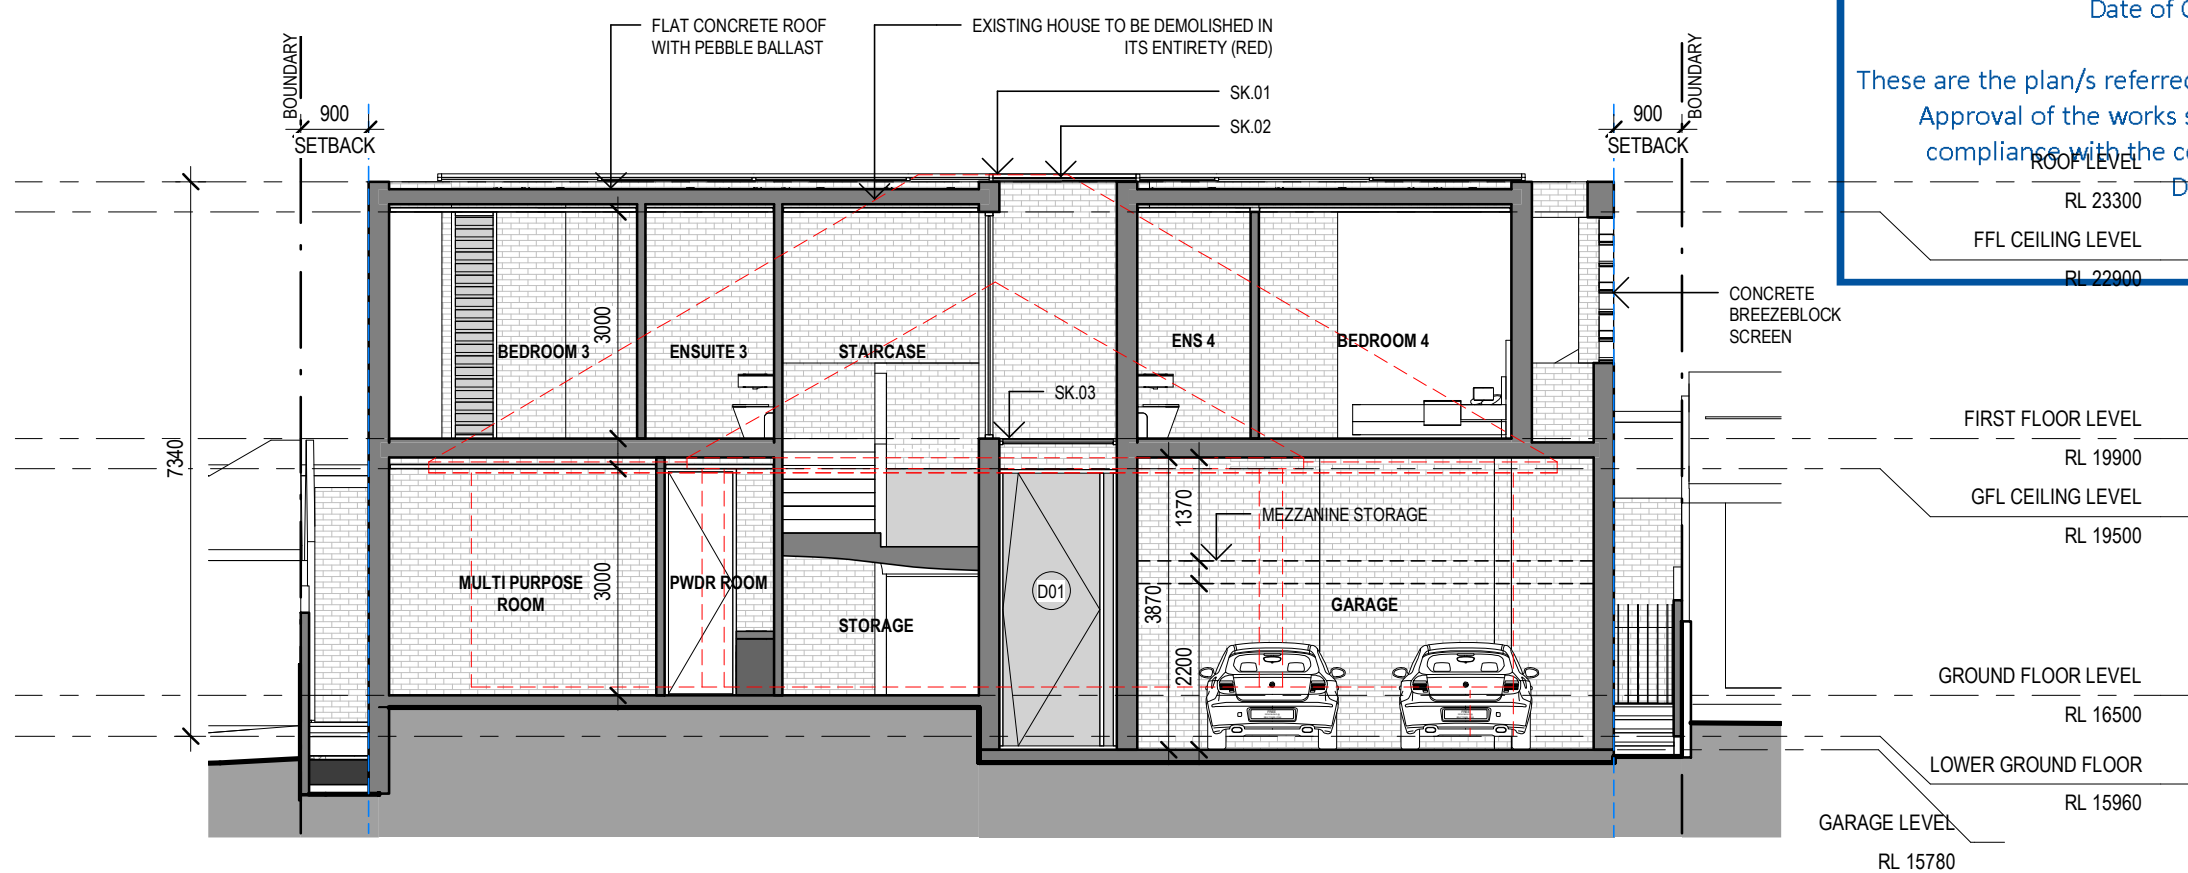 Date of
These are the plan/s referred
Approval of the works
compliance with the
FLAT CONCRETE ROOF
WITH PEBBLE BALLAST
EXISTING HOUSE TO BE DEMOLISHED IN
ITS ENTIRETY (RED)
SK.01
SK.02
BOUNDARY
900
SETBACK
BOUNDARY
900
SETBACK
ROOF LEVEL
RL 23300
FFL CEILING LEVEL
RL 22900
CONCRETE
BREEZEBLOCK
SCREEN
3000
BEDROOM 3
ENSUITE 3
STAIRCASE
ENS 4
BEDROOM 4
SK.03
FIRST FLOOR LEVEL
RL 19900
GFL CEILING LEVEL
RL 19500
7340
1370
MEZZANINE STORAGE
MULTI PURPOSE
ROOM
3000
PWDR ROOM
STORAGE
D01
3870
2200
GARAGE
GROUND FLOOR LEVEL
RL 16500
LOWER GROUND FLOOR
RL 15960
GARAGE LEVEL
RL 15780